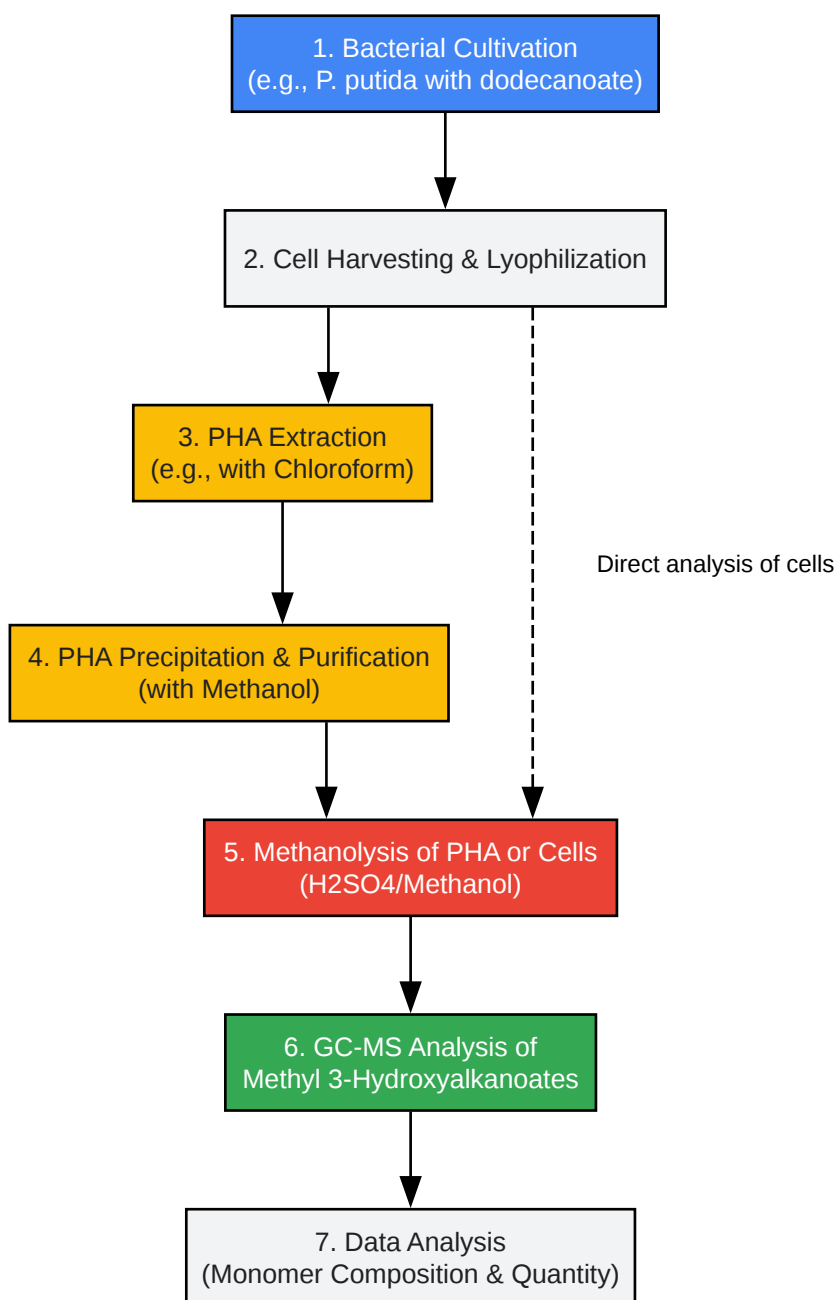 1. Bacterial Cultivation
(e.g., P. putida with dodecanoate)
2. Cell Harvesting & Lyophilization
3. PHA Extraction
(e.g., with Chloroform)
Direct analysis of cells
4. PHA Precipitation & Purification
(with Methanol)
5. Methanolysis of PHA or Cells
(H2SO4/Methanol)
6. GC-MS Analysis of
Methyl 3-Hydroxyalkanoates
7. Data Analysis
(Monomer Composition & Quantity)